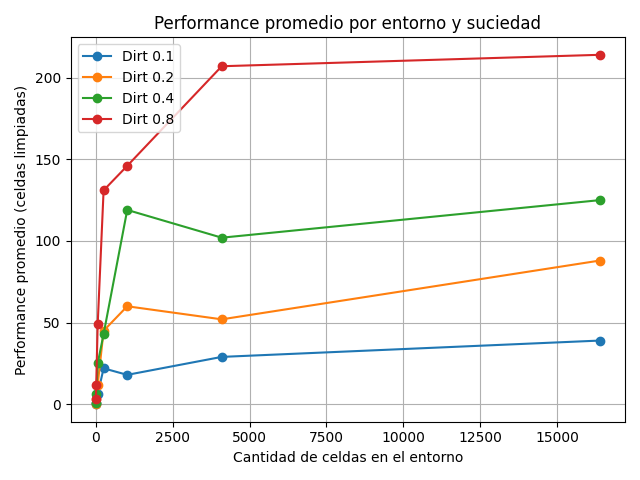 Performance promedio por entorno y suciedad
Dirt 0.1
Dirt 0.2
Dirt 0.4
Dirt 0.8
Performance promedio (celdas limpiadas)
200
150
100
50
0
0 2500 5000 7500 10000 12500 15000
Cantidad de celdas en el entorno